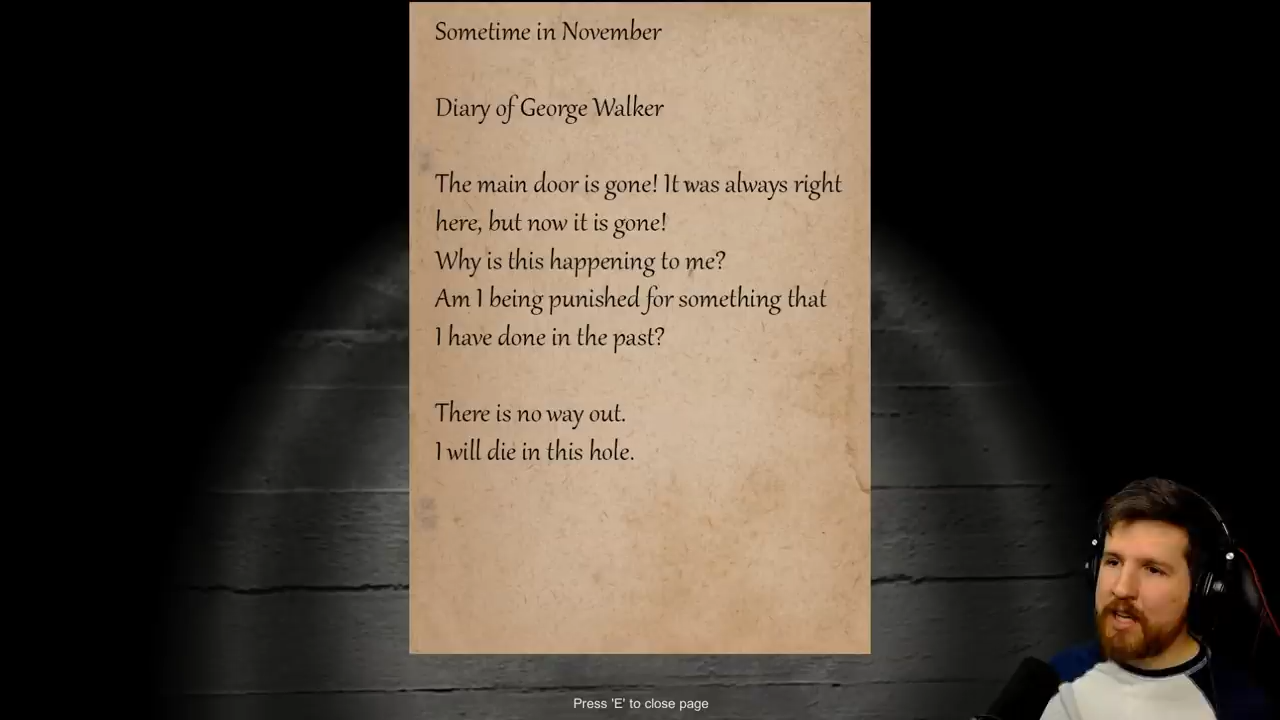 Sometime in November
Diary of George Walker
The main door is gone! It was always right
here, but now it is gone!
Why is this happening to me?
Am I being punished for something that
I have done in the past?
There is no way out.
I will die in this hole.
Press 'E' to close page